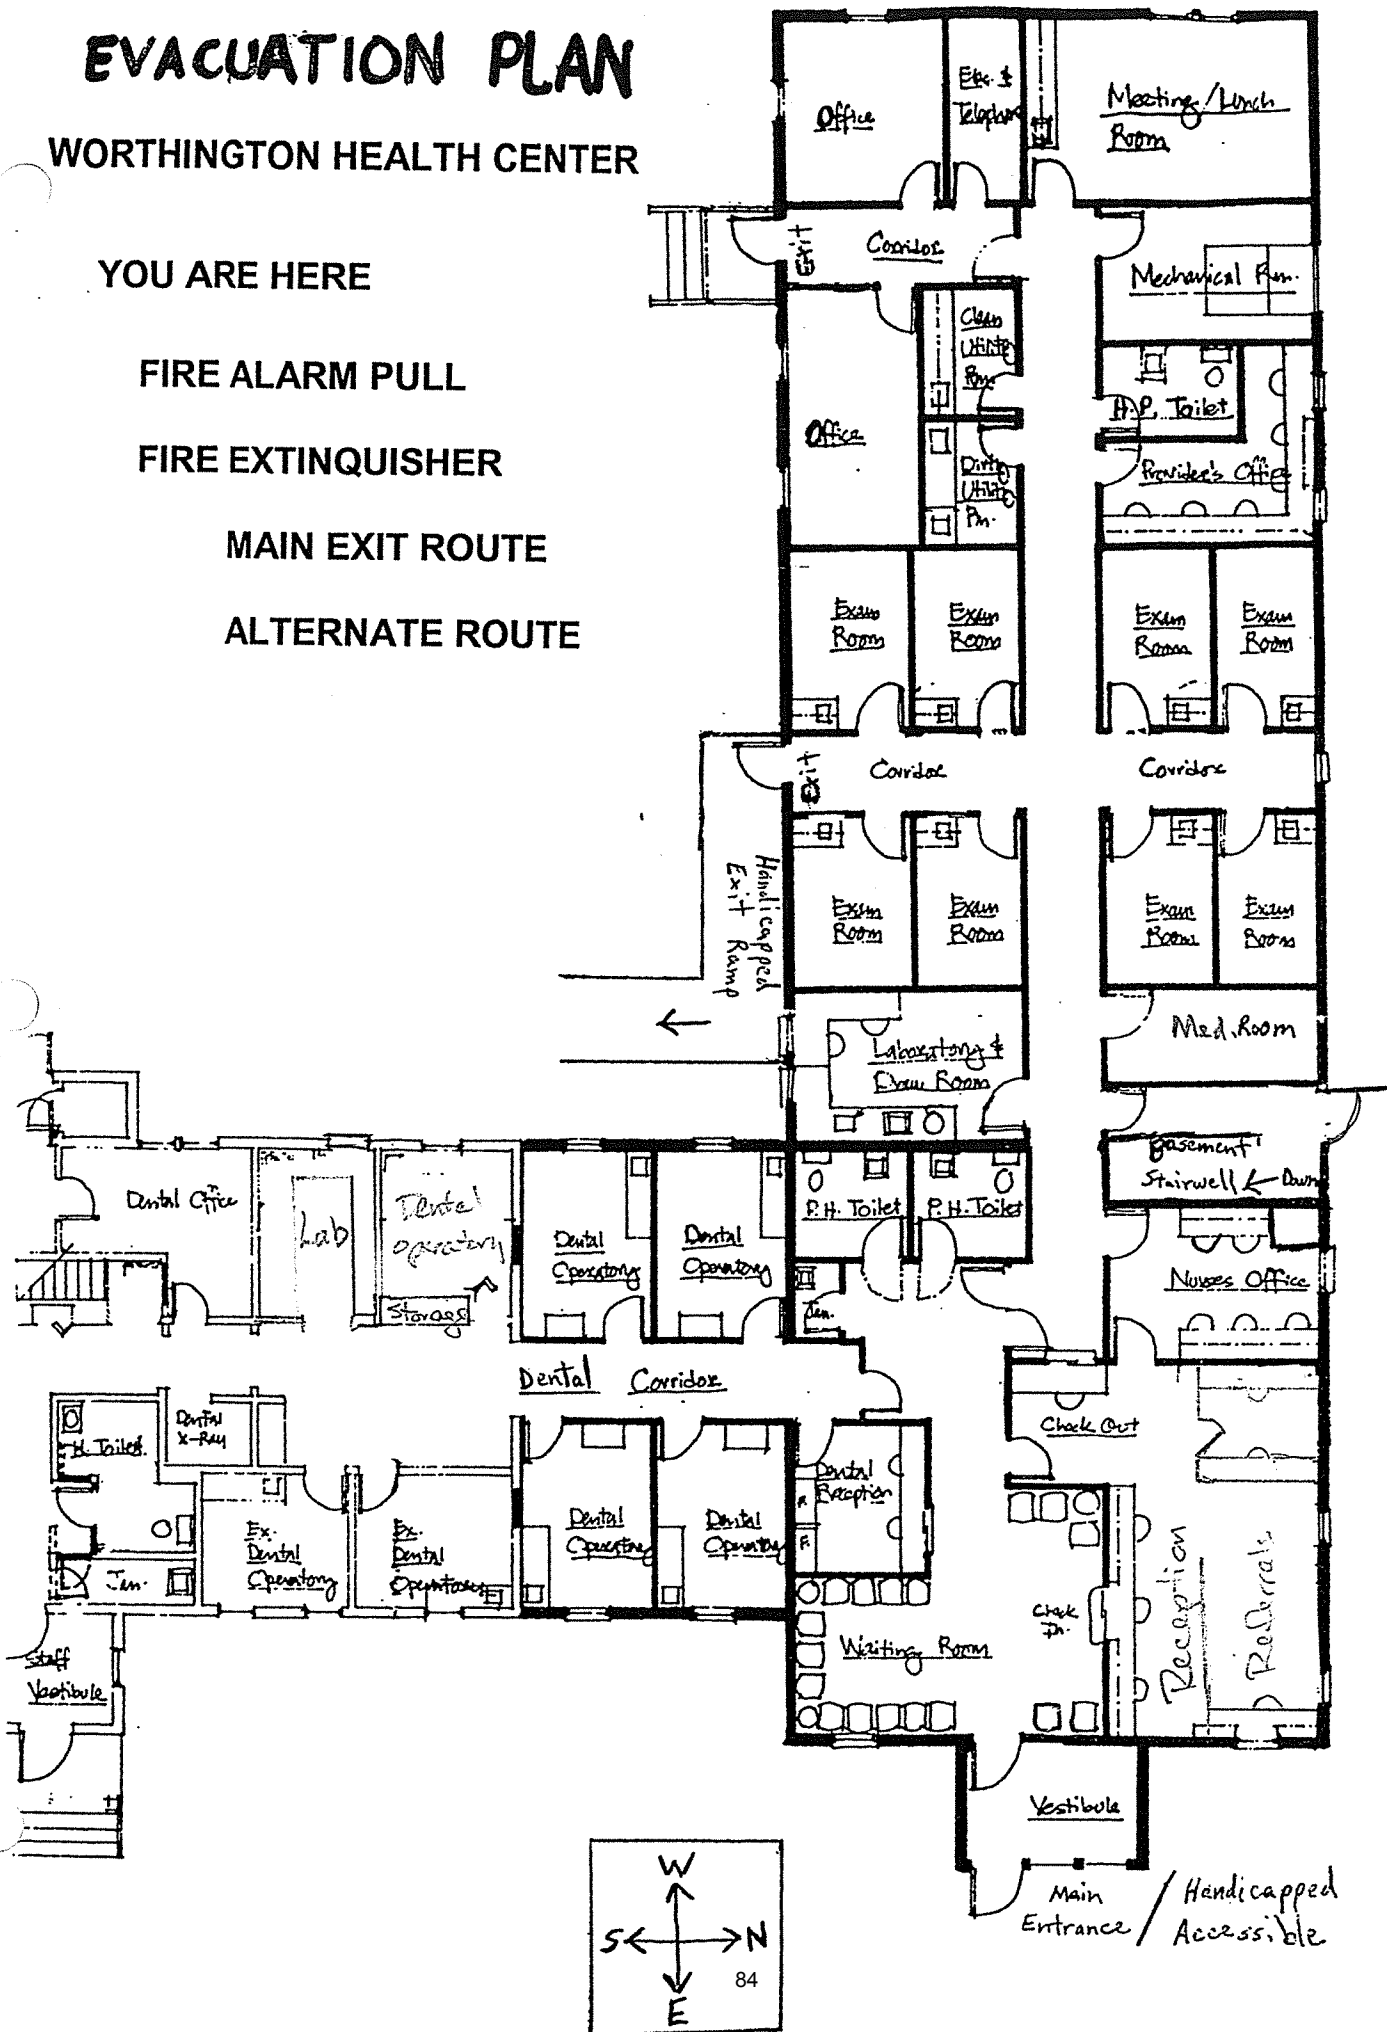 EVACUATION PLAN
WORTHINGTON HEALTH CENTER
YOU ARE HERE
FIRE ALARM PULL
FIRE EXTINQUISHER
MAIN EXIT ROUTE
ALTERNATE ROUTE
Office
Elec. &
Telephone
Meeting/Lunch
Room
Exit
Corridor
Mechanical Rm.
Clean
Utility
Rm.
H.P. Toilet
Office
Dirty
Utility
Rm.
Provider's Office
Exam
Room
Exam
Room
Exam
Room
Exam
Room
Exit
Corridor
Corridor
Handicapped
Exit Ramp
Exam
Room
Exam
Room
Exam
Room
Exam
Room
Laboratory &
Draw Room
Med. Room
Basement
Stairwell ← Down
Dental Office
Lab
Dental
Operatory
Storage
Dental
Operatory
Dental
Operatory
P.H. Toilet
P.H. Toilet
Jan.
Nurses Office
Dental Corridor
H. Toilet
Dental
X-Ray
Check Out
Dental
Reception
Ex.
Dental
Operatory
Ex.
Dental
Dental
Operatory
Dental
Operatory
Jan.
Waiting Room
Check
In.
Reception
Referrals
Staff
Vestibule
Vestibule
Main
Entrance / Handicapped
Accessible
W
S N
E
84